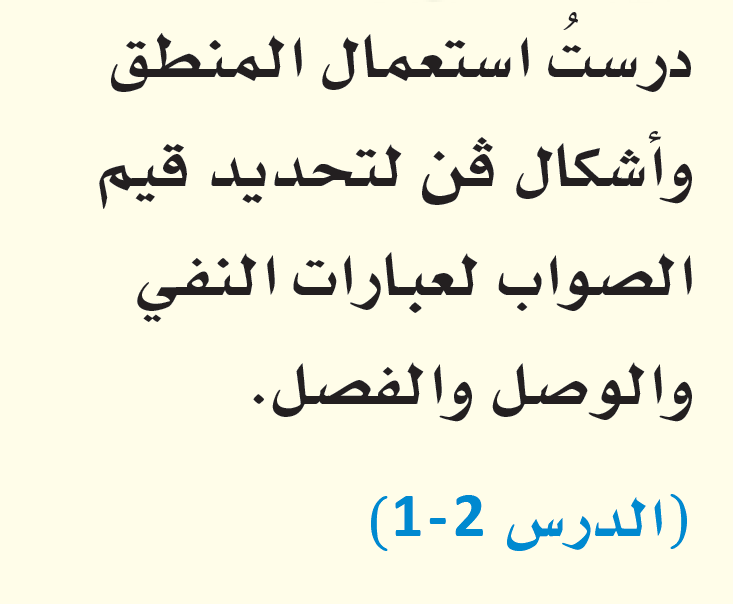 درستُ استعمال المنطق
وأشكال ڤن لتحديد قيم
الصواب لعبارات النفي
والوصل والفصل.
(الدرس 2-1)